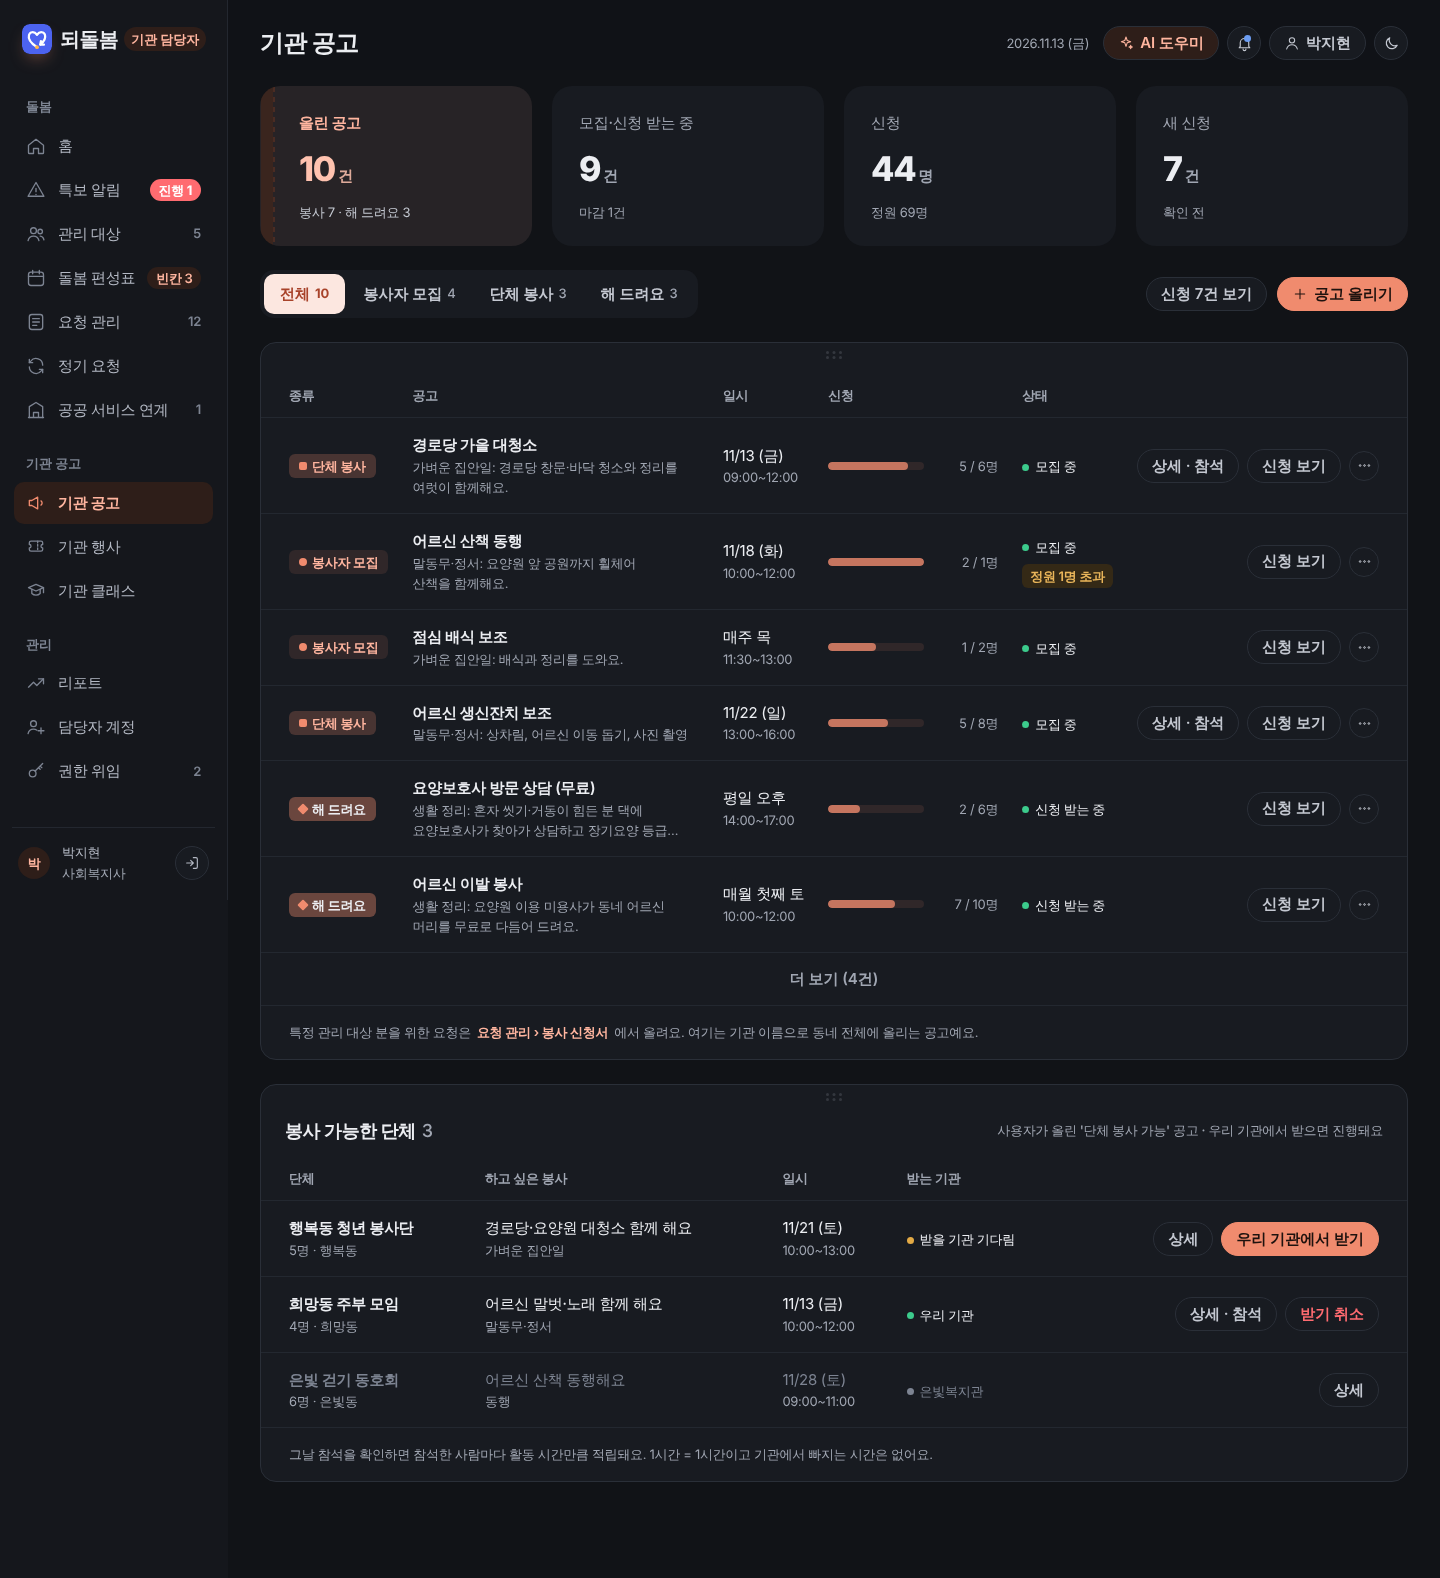 되돌봄 기관 담당자
돌봄
홈
특보 알림 진행 1
관리 대상 5
돌봄 편성표 빈칸 3
요청 관리 12
정기 요청
공공 서비스 연계 1
기관 공고
기관 공고
기관 행사
기관 클래스
관리
리포트
담당자 계정
권한 위임 2
박 박지현
사회복지사
기관 공고
2026.11.13 (금) AI 도우미 박지현
올린 공고
10건
봉사 7 · 해 드려요 3
모집·신청 받는 중
9건
마감 1건
신청
44명
정원 69명
새 신청
7건
확인 전
전체 10 봉사자 모집 4 단체 봉사 3 해 드려요 3
신청 7건 보기 + 공고 올리기
종류 공고 일시 신청 상태
단체 봉사
경로당 가을 대청소
가벼운 집안일: 경로당 창문·바닥 청소와 정리를
여럿이 함께해요.
11/13 (금)
09:00~12:00
5 / 6명
모집 중
상세 · 참석 신청 보기
봉사자 모집
어르신 산책 동행
말동무·정서: 요양원 앞 공원까지 휠체어
산책을 함께해요.
11/18 (화)
10:00~12:00
2 / 1명
모집 중
정원 1명 초과
신청 보기
봉사자 모집
점심 배식 보조
가벼운 집안일: 배식과 정리를 도와요.
매주 목
11:30~13:00
1 / 2명
모집 중
신청 보기
단체 봉사
어르신 생신잔치 보조
말동무·정서: 상차림, 어르신 이동 돕기, 사진 촬영
11/22 (일)
13:00~16:00
5 / 8명
모집 중
상세 · 참석 신청 보기
해 드려요
요양보호사 방문 상담 (무료)
생활 정리: 혼자 씻기·거동이 힘든 분 댁에
요양보호사가 찾아가 상담하고 장기요양 등급...
평일 오후
14:00~17:00
2 / 6명
신청 받는 중
신청 보기
해 드려요
어르신 이발 봉사
생활 정리: 요양원 이용 미용사가 동네 어르신
머리를 무료로 다듬어 드려요.
매월 첫째 토
10:00~12:00
7 / 10명
신청 받는 중
신청 보기
더 보기 (4건)
특정 관리 대상 분을 위한 요청은 요청 관리 › 봉사 신청서 에서 올려요. 여기는 기관 이름으로 동네 전체에 올리는 공고예요.
봉사 가능한 단체 3
사용자가 올린 '단체 봉사 가능' 공고 · 우리 기관에서 받으면 진행돼요
단체 하고 싶은 봉사 일시 받는 기관
행복동 청년 봉사단
5명 · 행복동
경로당·요양원 대청소 함께 해요
가벼운 집안일
11/21 (토)
10:00~13:00
받을 기관 기다림
상세 우리 기관에서 받기
희망동 주부 모임
4명 · 희망동
어르신 말벗·노래 함께 해요
말동무·정서
11/13 (금)
10:00~12:00
우리 기관
상세 · 참석 받기 취소
은빛 걷기 동호회
6명 · 은빛동
어르신 산책 동행해요
동행
11/28 (토)
09:00~11:00
은빛복지관
상세
그날 참석을 확인하면 참석한 사람마다 활동 시간만큼 적립돼요. 1시간 = 1시간이고 기관에서 빠지는 시간은 없어요.